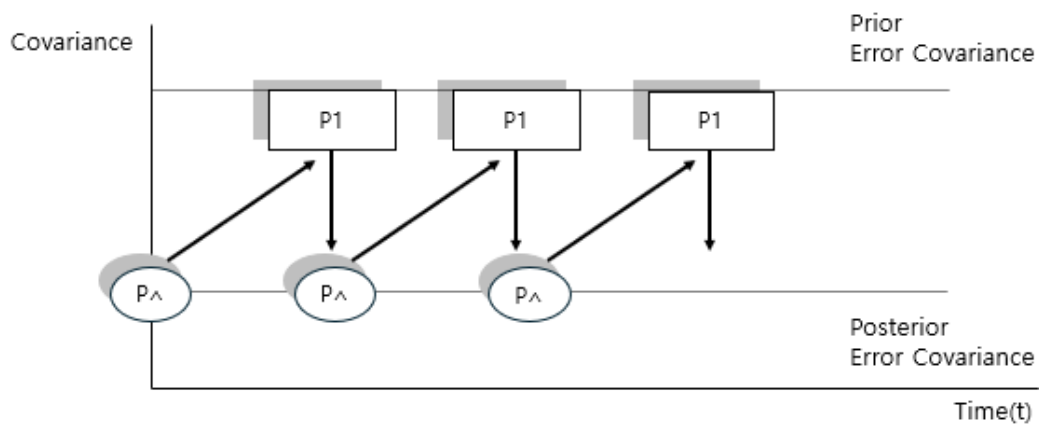 Prior
Error Covariance
Covariance
P1 P1 P1
P^ P^ P^
Posterior
Error Covariance
Time(t)